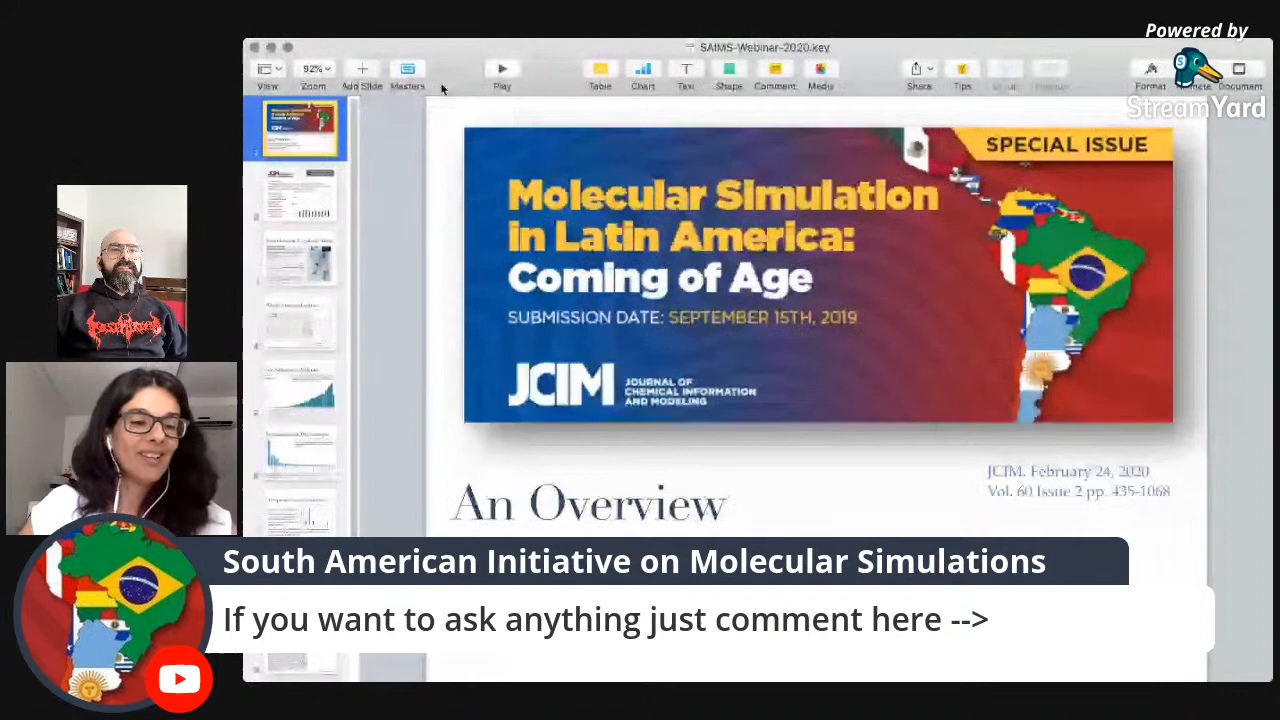 Powered by
StreamYard
SAIMS-Webinar-2020.key
92%
View
Zoom
Add Slide
Masters
Play
Table
Chart
Text
Shape
Comment
Media
Share
Tips
Format
Document
SPECIAL ISSUE
Molecular Simulation
in Latin America:
Coming of Age
SUBMISSION DATE: SEPTEMBER 15TH, 2019
JCIM
JOURNAL OF
CHEMICAL INFORMATION
AND MODELING
JCIM. February 24, 2020
Vol. 60 Issue 2 pp. 435-1068
An Overview
South American Initiative on Molecular Simulations
If you want to ask anything just comment here -->